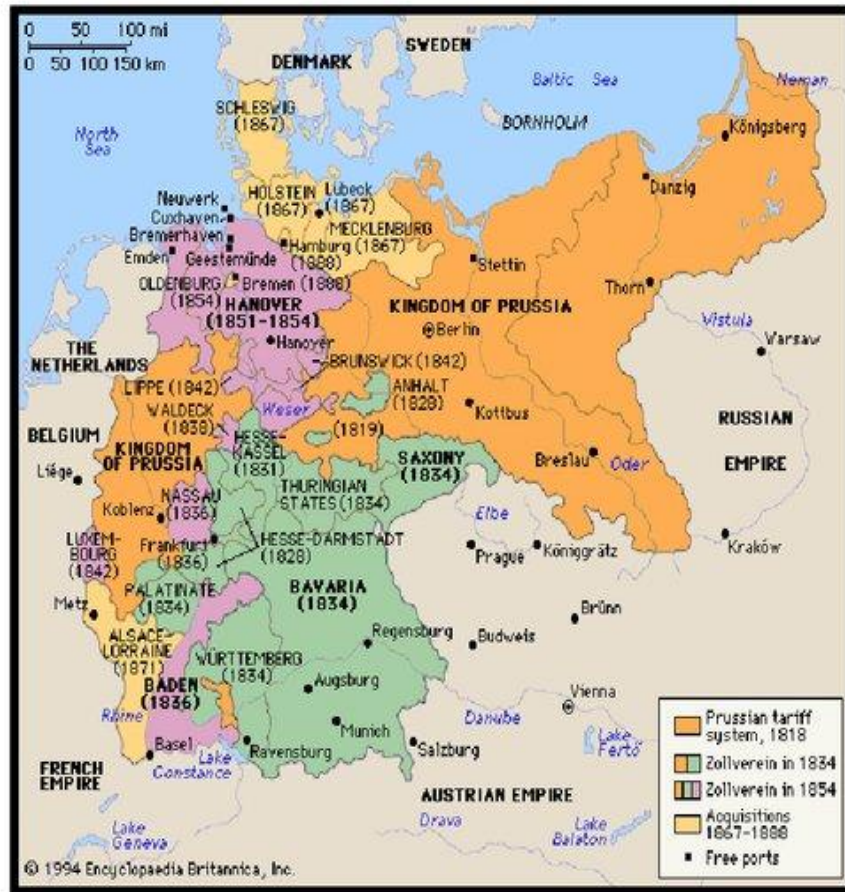 0 50 100 mi
0 50 100 150 km
SWEDEN
DENMARK
Baltic Sea
Neman
North
Sea
SCHLESWIG
(1867)
BORNHOLM
Königsberg
Danzig
Neuwerk
Cuxhaven
Bremerhaven
Emden
Geestemünde
HOLSTEIN
(1867)
Lübeck
(1867)
MECKLENBURG
(1867)
Hamburg
(1888)
Bremen (1888)
OLDENBURG
(1854)
HANOVER
(1851-1854)
Hanover
Stettin
Thorn
KINGDOM OF PRUSSIA
Berlin
Vistula
Warsaw
THE
NETHERLANDS
BRUNSWICK (1842)
LIPPE (1842)
ANHALT
(1828)
WALDECK
(1838)
Weser
(1819)
Kottbus
RUSSIAN
EMPIRE
BELGIUM
KINGDOM
OF PRUSSIA
HESSE-
KASSEL
(1831)
SAXONY
(1834)
Breslau
Oder
Liége
THURINGIAN
STATES (1834)
NASSAU
(1836)
Koblenz
Elbe
Frankfurt
(1836)
HESSE-DARMSTADT
(1828)
Prague
Königgrätz
Kraków
LUXEM-
BOURG
(1842)
PALATINATE
(1834)
BAVARIA
(1834)
Metz
Brünn
ALSACE-
LORRAINE
(1871)
Regensburg
Budweis
WÜRTTEMBERG
(1834)
BADEN
(1836)
Augsburg
Vienna
Rhine
Munich
Danube
Basel
Ravensburg
Salzburg
Lake
Fertő
Lake
Constance
FRENCH
EMPIRE
AUSTRIAN EMPIRE
Drava
Lake
Balaton
Lake
Geneva
Prussian tariff
system, 1818
Zollverein in 1834
Zollverein in 1854
Acquisitions
1867-1888
Free ports
© 1994 Encyclopaedia Britannica, Inc.